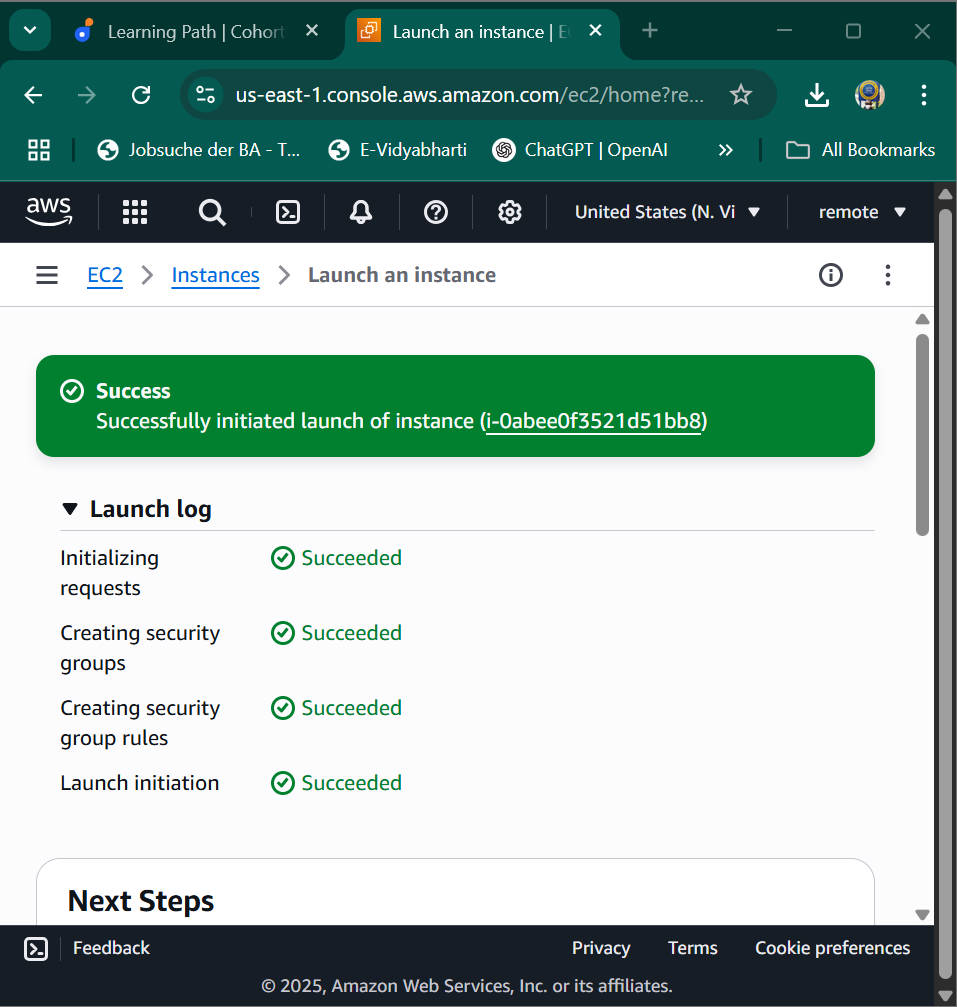 Learning Path | Cohort
Launch an instance | E
us-east-1.console.aws.amazon.com/ec2/home?re...
Jobsuche der BA - T... E-Vidyabharti ChatGPT | OpenAI All Bookmarks
aws United States (N. Vi remote
EC2 Instances Launch an instance
Success
Successfully initiated launch of instance (i-0abee0f3521d51bb8)
Launch log
Initializing requests Succeeded
Creating security groups Succeeded
Creating security group rules Succeeded
Launch initiation Succeeded
Next Steps
Feedback Privacy Terms Cookie preferences
© 2025, Amazon Web Services, Inc. or its affiliates.